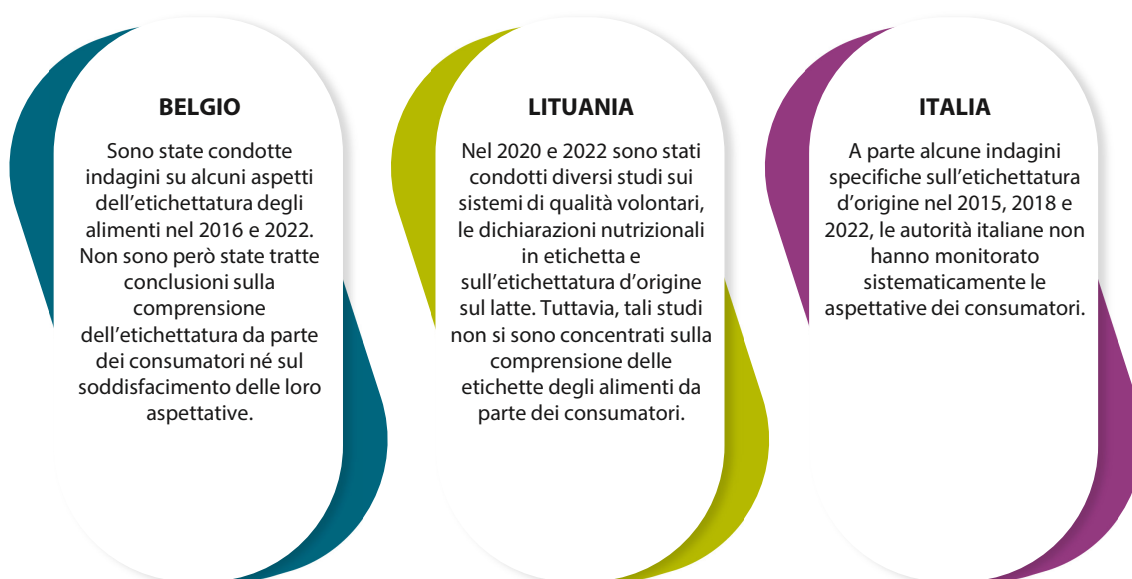 BELGIO
Sono state condotte
indagini su alcuni aspetti
dell’etichettatura degli
alimenti nel 2016 e 2022.
Non sono però state tratte
conclusioni sulla
comprensione
dell’etichettatura da parte
dei consumatori né sul
soddisfacimento delle loro
aspettative.
LITUANIA
Nel 2020 e 2022 sono stati
condotti diversi studi sui
sistemi di qualità volontari,
le dichiarazioni nutrizionali
in etichetta e
sull’etichettatura d’origine
sul latte. Tuttavia, tali studi
non si sono concentrati sulla
comprensione delle
etichette degli alimenti da
parte dei consumatori.
ITALIA
A parte alcune indagini
specifiche sull’etichettatura
d’origine nel 2015, 2018 e
2022, le autorità italiane non
hanno monitorato
sistematicamente le
aspettative dei consumatori.